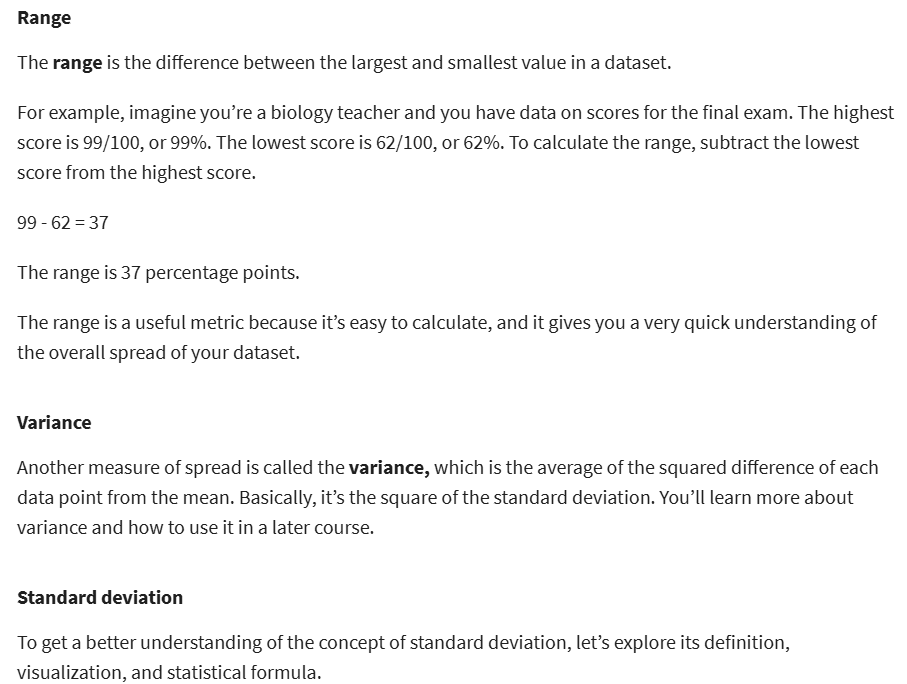 Range
The range is the difference between the largest and smallest value in a dataset.
For example, imagine you’re a biology teacher and you have data on scores for the final exam. The highest
score is 99/100, or 99%. The lowest score is 62/100, or 62%. To calculate the range, subtract the lowest
score from the highest score.
99 - 62 = 37
The range is 37 percentage points.
The range is a useful metric because it’s easy to calculate, and it gives you a very quick understanding of
the overall spread of your dataset.
Variance
Another measure of spread is called the variance, which is the average of the squared difference of each
data point from the mean. Basically, it’s the square of the standard deviation. You’ll learn more about
variance and how to use it in a later course.
Standard deviation
To get a better understanding of the concept of standard deviation, let’s explore its definition,
visualization, and statistical formula.